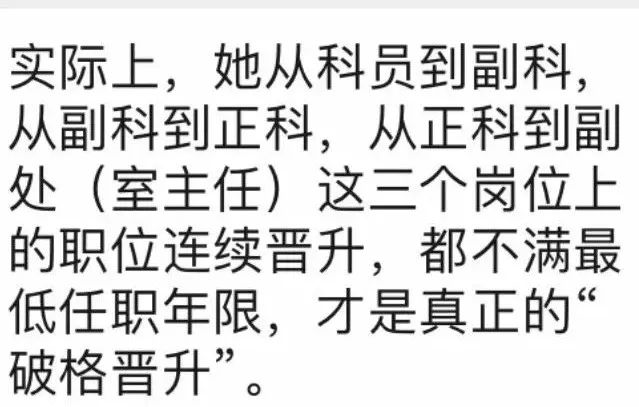 实际上，她从科员到副科，
从副科到正科，从正科到副
处（室主任）这三个岗位上
的职位连续晋升，都不满最
低任职年限，才是真正的“
破格晋升”。